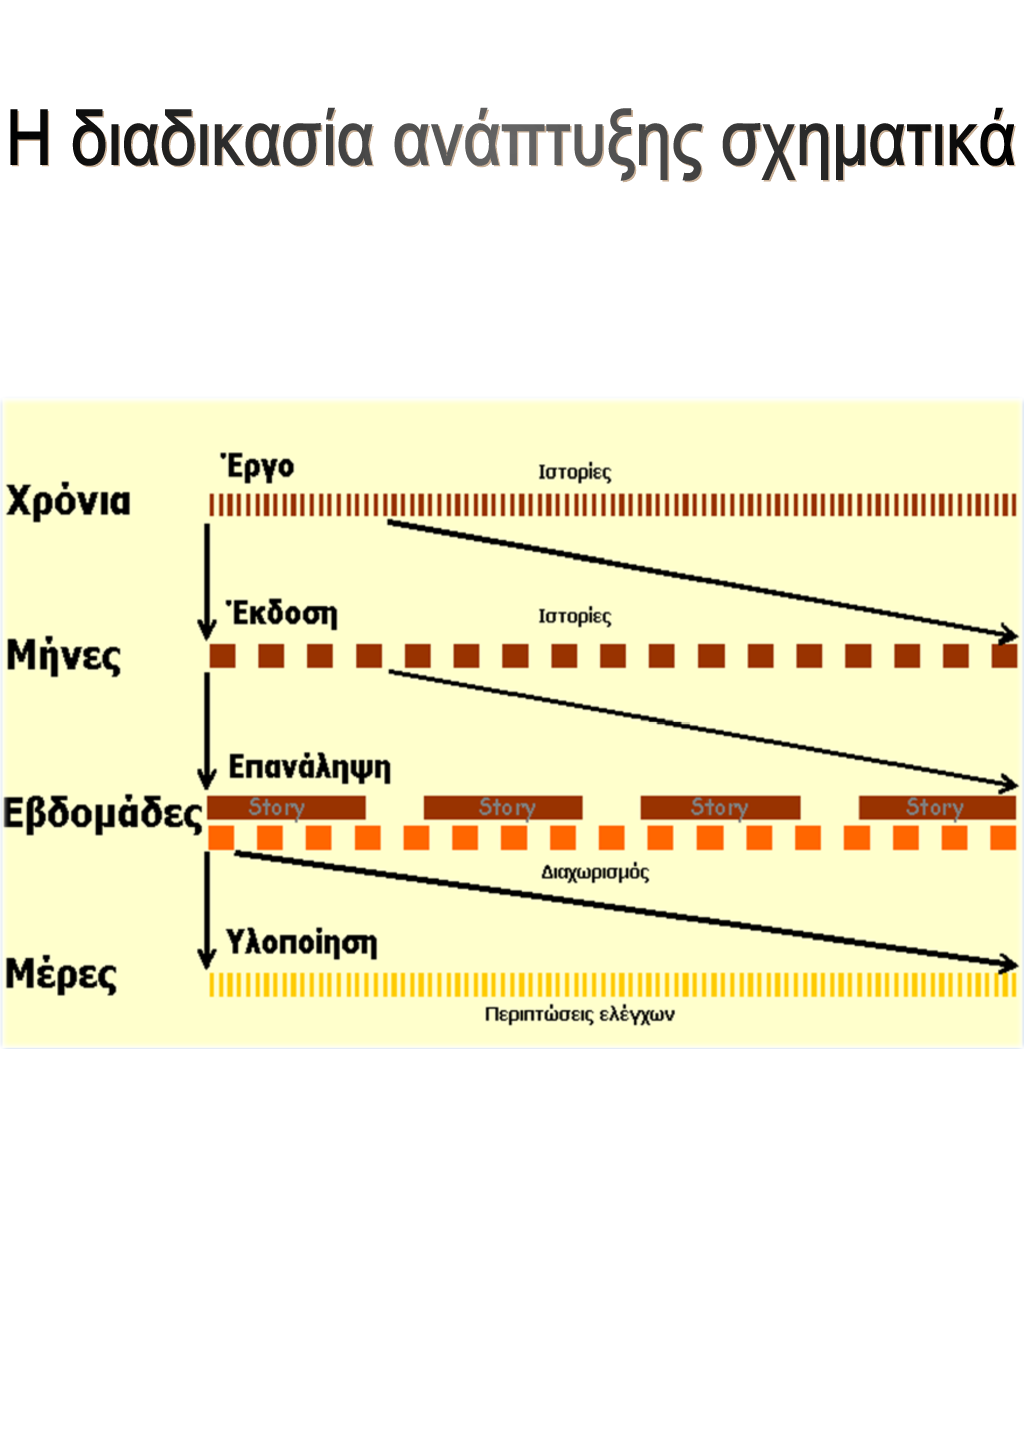 Η διαδικασία ανάπτυξης σχηματικά
Έργο
Ιστορίες
Χρόνια
Έκδοση
Ιστορίες
Μήνες
Επανάληψη
Εβδομάδες
Story Story Story Story
Διαχωρισμός
Υλοποίηση
Μέρες
Περιπτώσεις ελέγχων